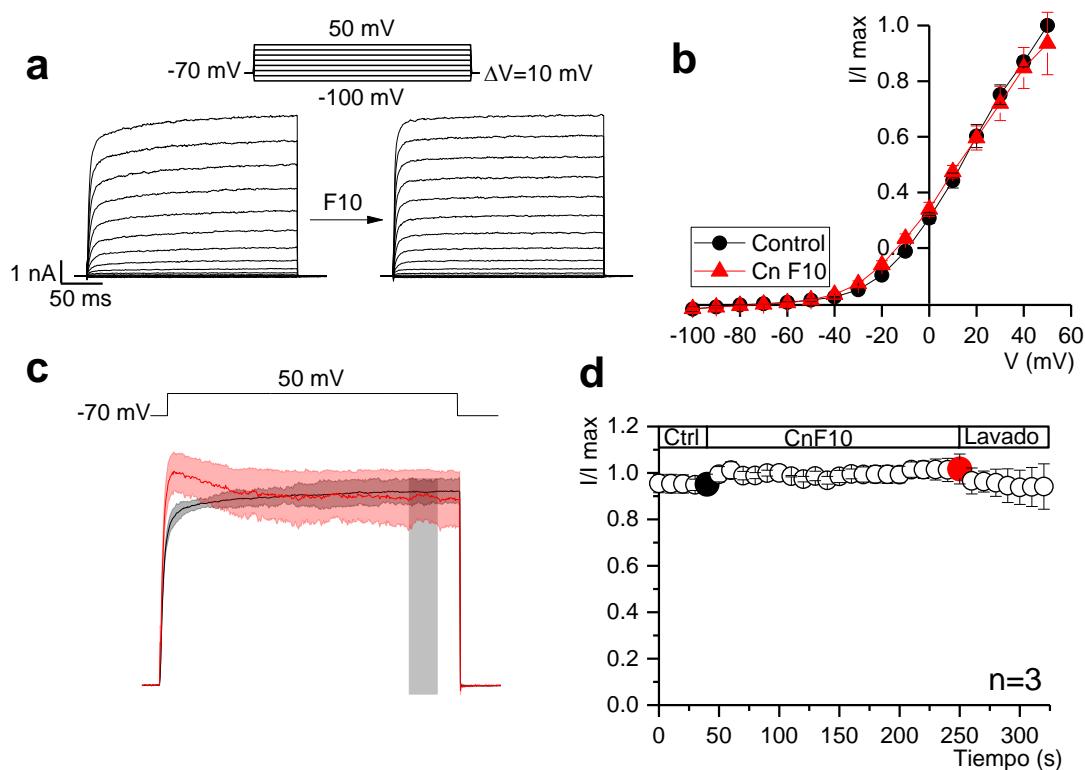 a
50 mV
-70 mV
ΔV=10 mV
-100 mV
F10
1 nA
50 ms
b
I/I max
1.0
0.8
0.6
0.4
0.2
0
Control
Cn F10
-100 -80 -60 -40 -20 0 20 40 60
V (mV)
c
50 mV
-70 mV
d
I/I max
1.2
1.0
0.8
0.6
0.4
0.2
0.0
Ctrl CnF10 Lavado
n=3
0 50 100 150 200 250 300
Tiempo (s)